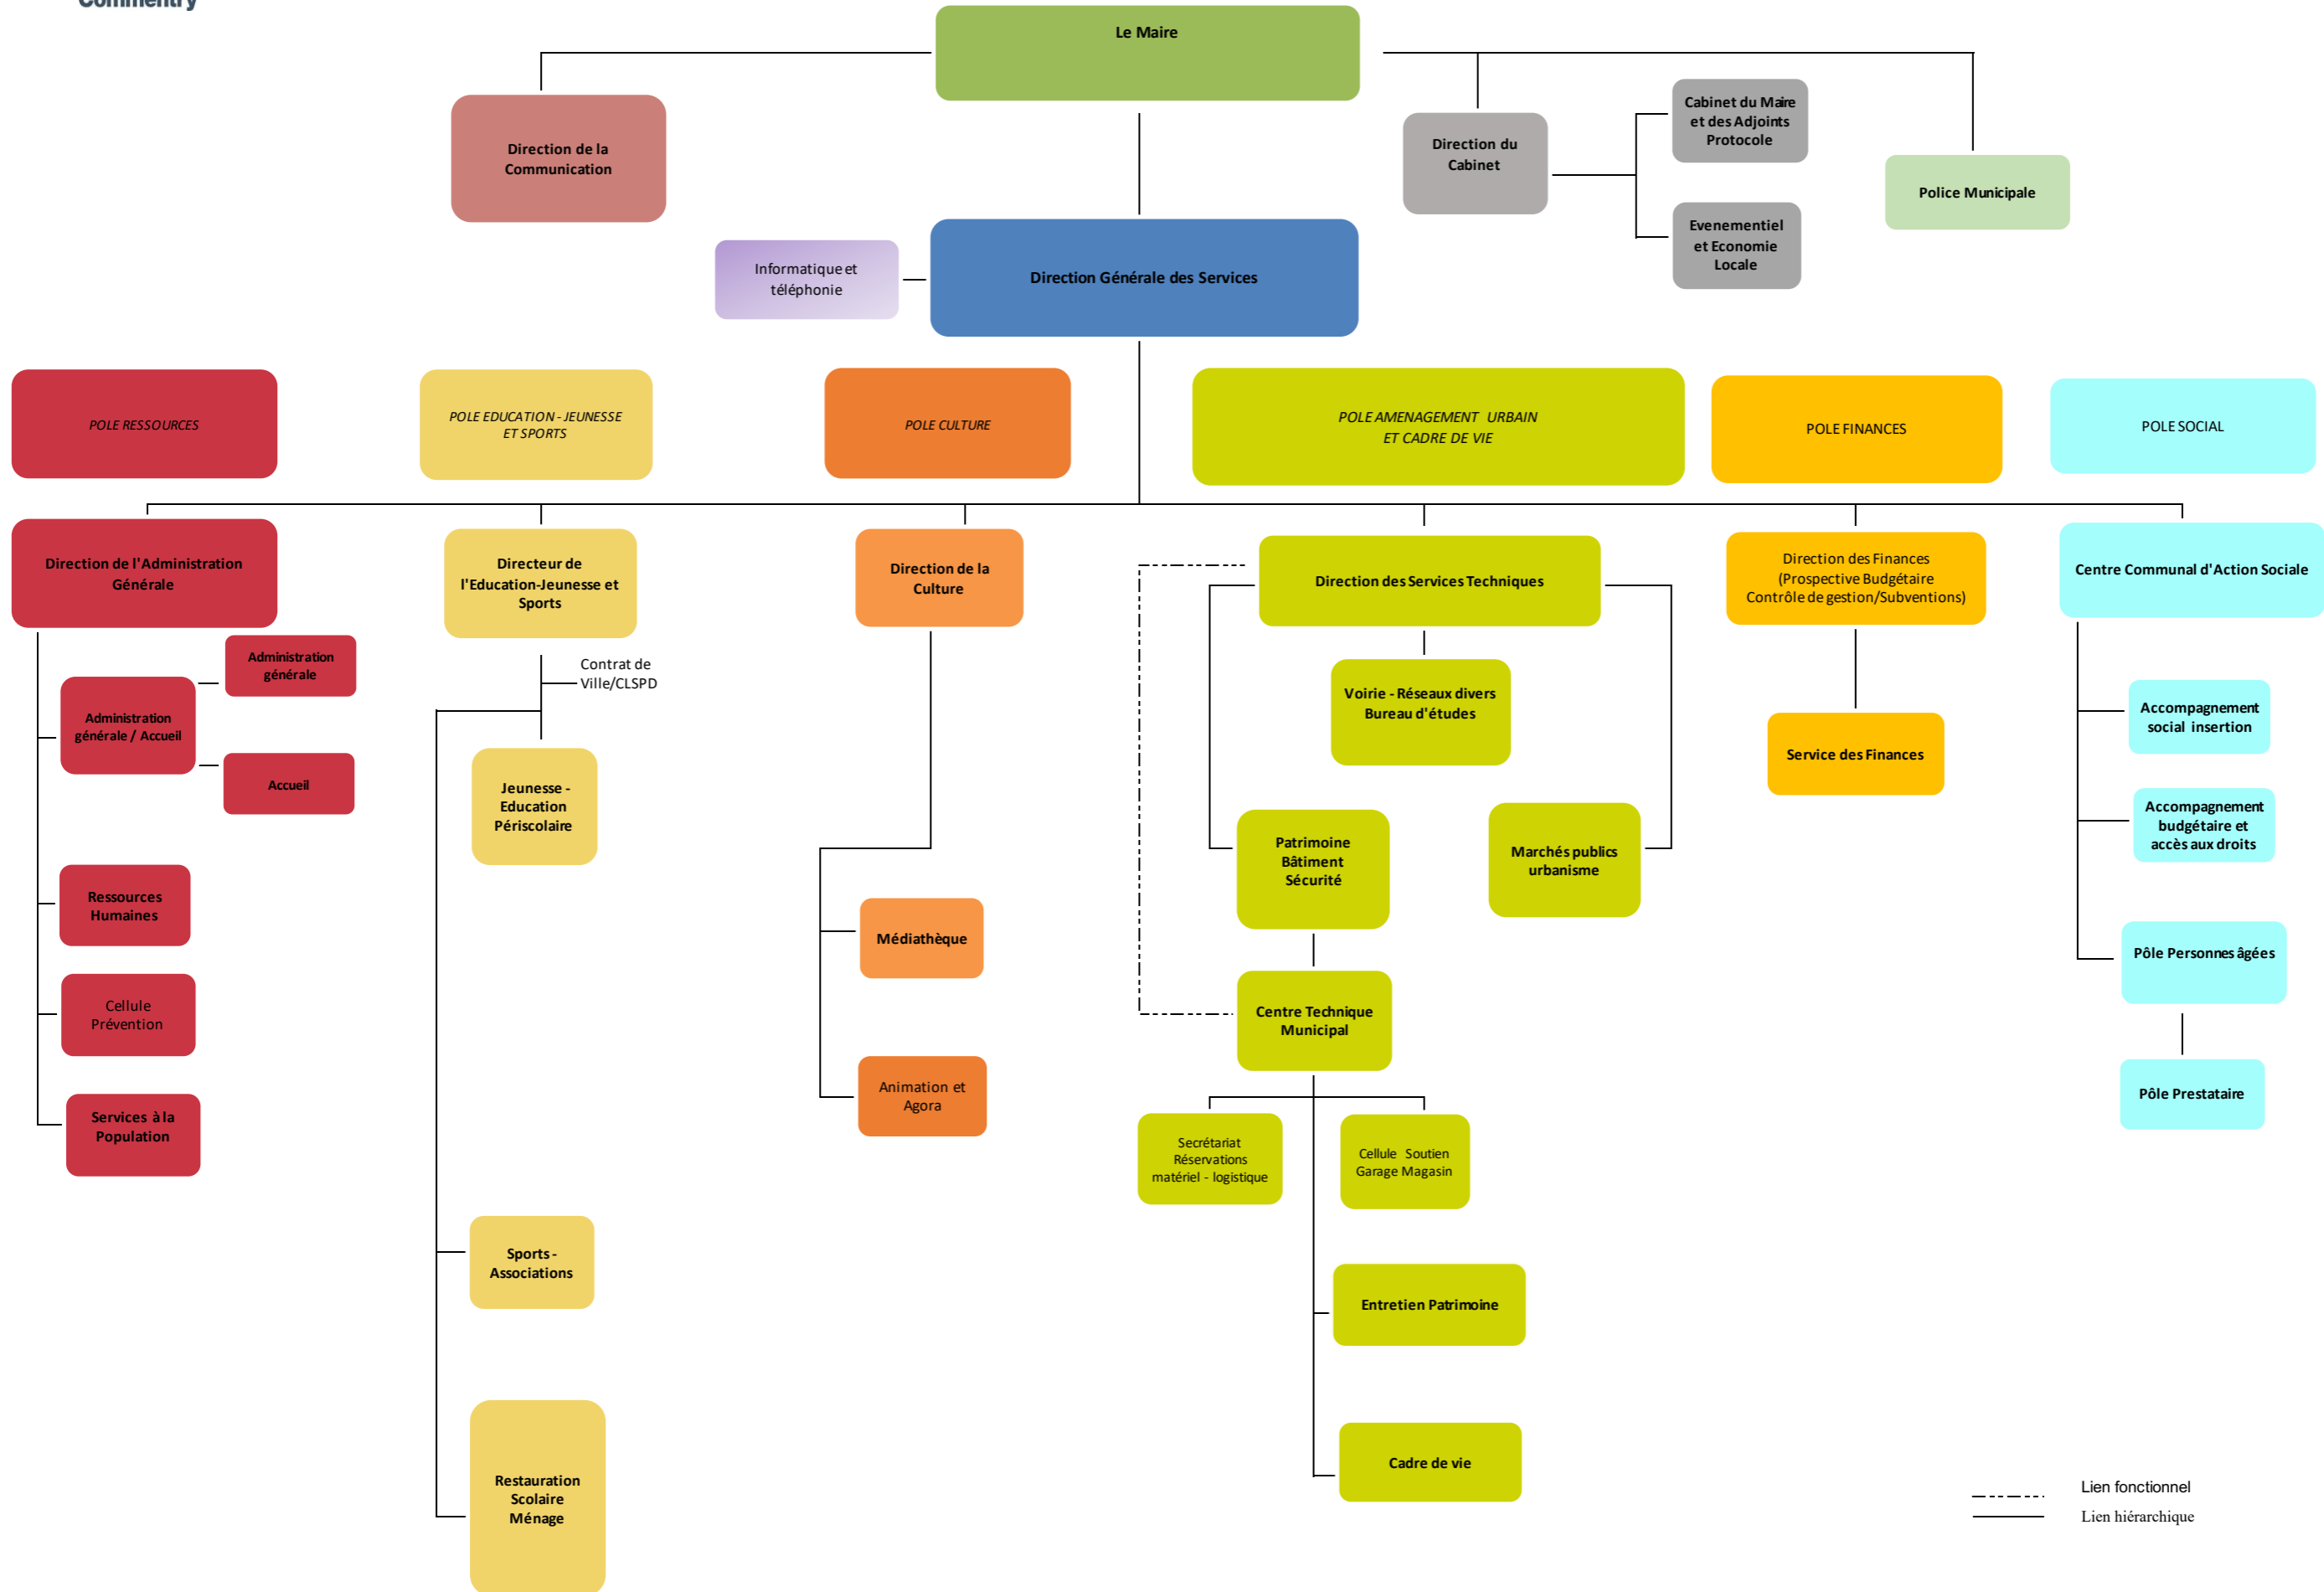 Commentry
Le Maire
Direction de la
Communication
Direction du
Cabinet
Cabinet du Maire
et des Adjoints
Protocole
Evenementiel
et Economie
Locale
Police Municipale
Informatique et
téléphonie
Direction Générale des Services
POLE RESSOURCES
POLE EDUCATION - JEUNESSE
ET SPORTS
POLE CULTURE
POLE AMENAGEMENT URBAIN
ET CADRE DE VIE
POLE FINANCES
POLE SOCIAL
Direction de l'Administration
Générale
Administration
générale / Accueil
Administration
générale
Accueil
Ressources
Humaines
Cellule
Prévention
Services à la
Population
Directeur de
l'Education-Jeunesse et
Sports
Contrat de
Ville/CLSPD
Jeunesse -
Education
Périscolaire
Sports -
Associations
Restauration
Scolaire
Ménage
Direction de la
Culture
Médiathèque
Animation et
Agora
Direction des Services Techniques
Voirie - Réseaux divers
Bureau d'études
Patrimoine
Bâtiment
Sécurité
Marchés publics
urbanisme
Centre Technique
Municipal
Secrétariat
Réservations
matériel - logistique
Cellule Soutien
Garage Magasin
Entretien Patrimoine
Cadre de vie
Direction des Finances
(Prospective Budgétaire
Contrôle de gestion/Subventions)
Service des Finances
Centre Communal d'Action Sociale
Accompagnement
social insertion
Accompagnement
budgétaire et
accès aux droits
Pôle Personnes âgées
Pôle Prestataire
Lien fonctionnel
Lien hiérarchique